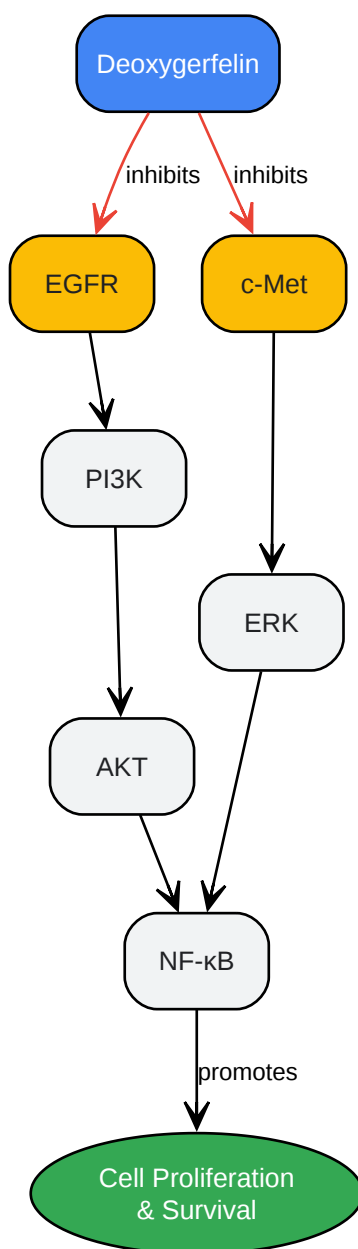 Deoxygerfelin
inhibits
inhibits
EGFR
c-Met
PI3K
ERK
AKT
NF-κB
promotes
Cell Proliferation
& Survival